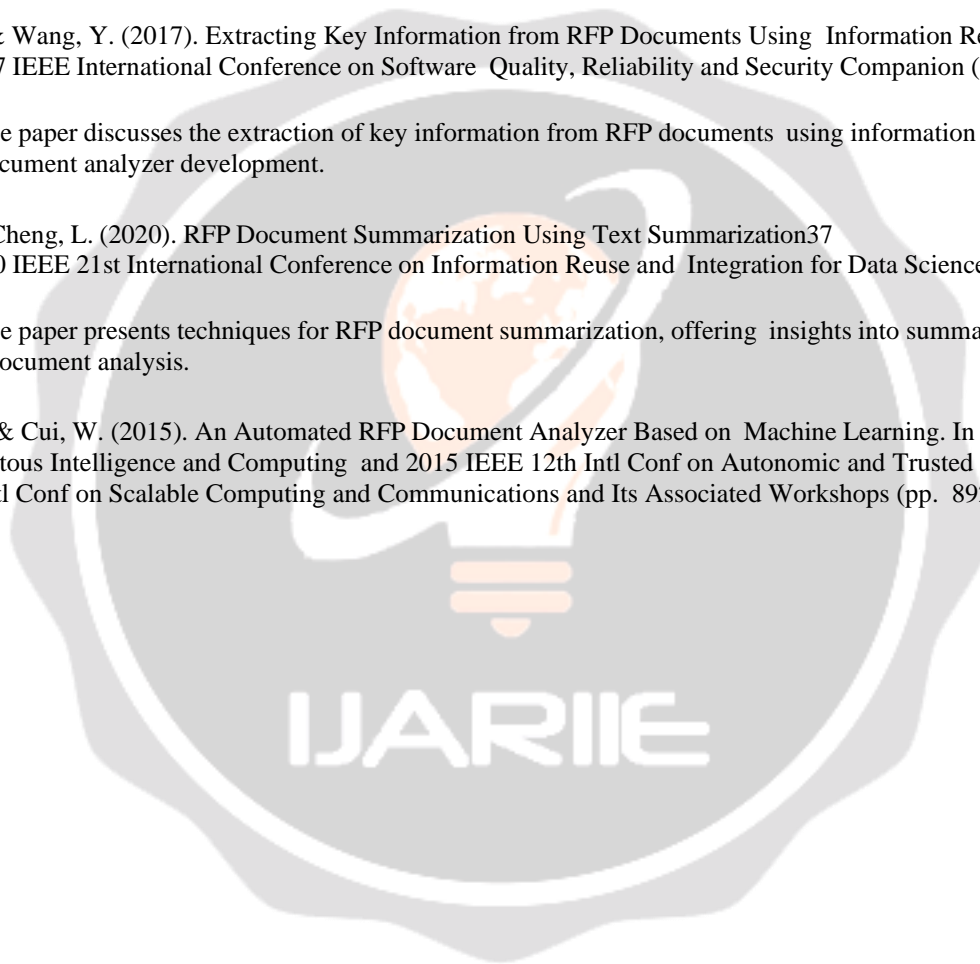 Wang, Y. (2017). Extracting Key Information from RFP Documents Using Information
7 IEEE International Conference on Software Quality, Reliability and Security Companion (
e paper discusses the extraction of key information from RFP documents using information
cument analyzer development.
Cheng, L. (2020). RFP Document Summarization Using Text Summarization37
0 IEEE 21st International Conference on Information Reuse and Integration for Data Science
e paper presents techniques for RFP document summarization, offering insights into
ocument analysis.
& Cui, W. (2015). An Automated RFP Document Analyzer Based on Machine Learning. In
tous Intelligence and Computing and 2015 IEEE 12th Intl Conf on Autonomic and Trusted
tl Conf on Scalable Computing and Communications and Its Associated Workshops (pp. 89
IJARIIE